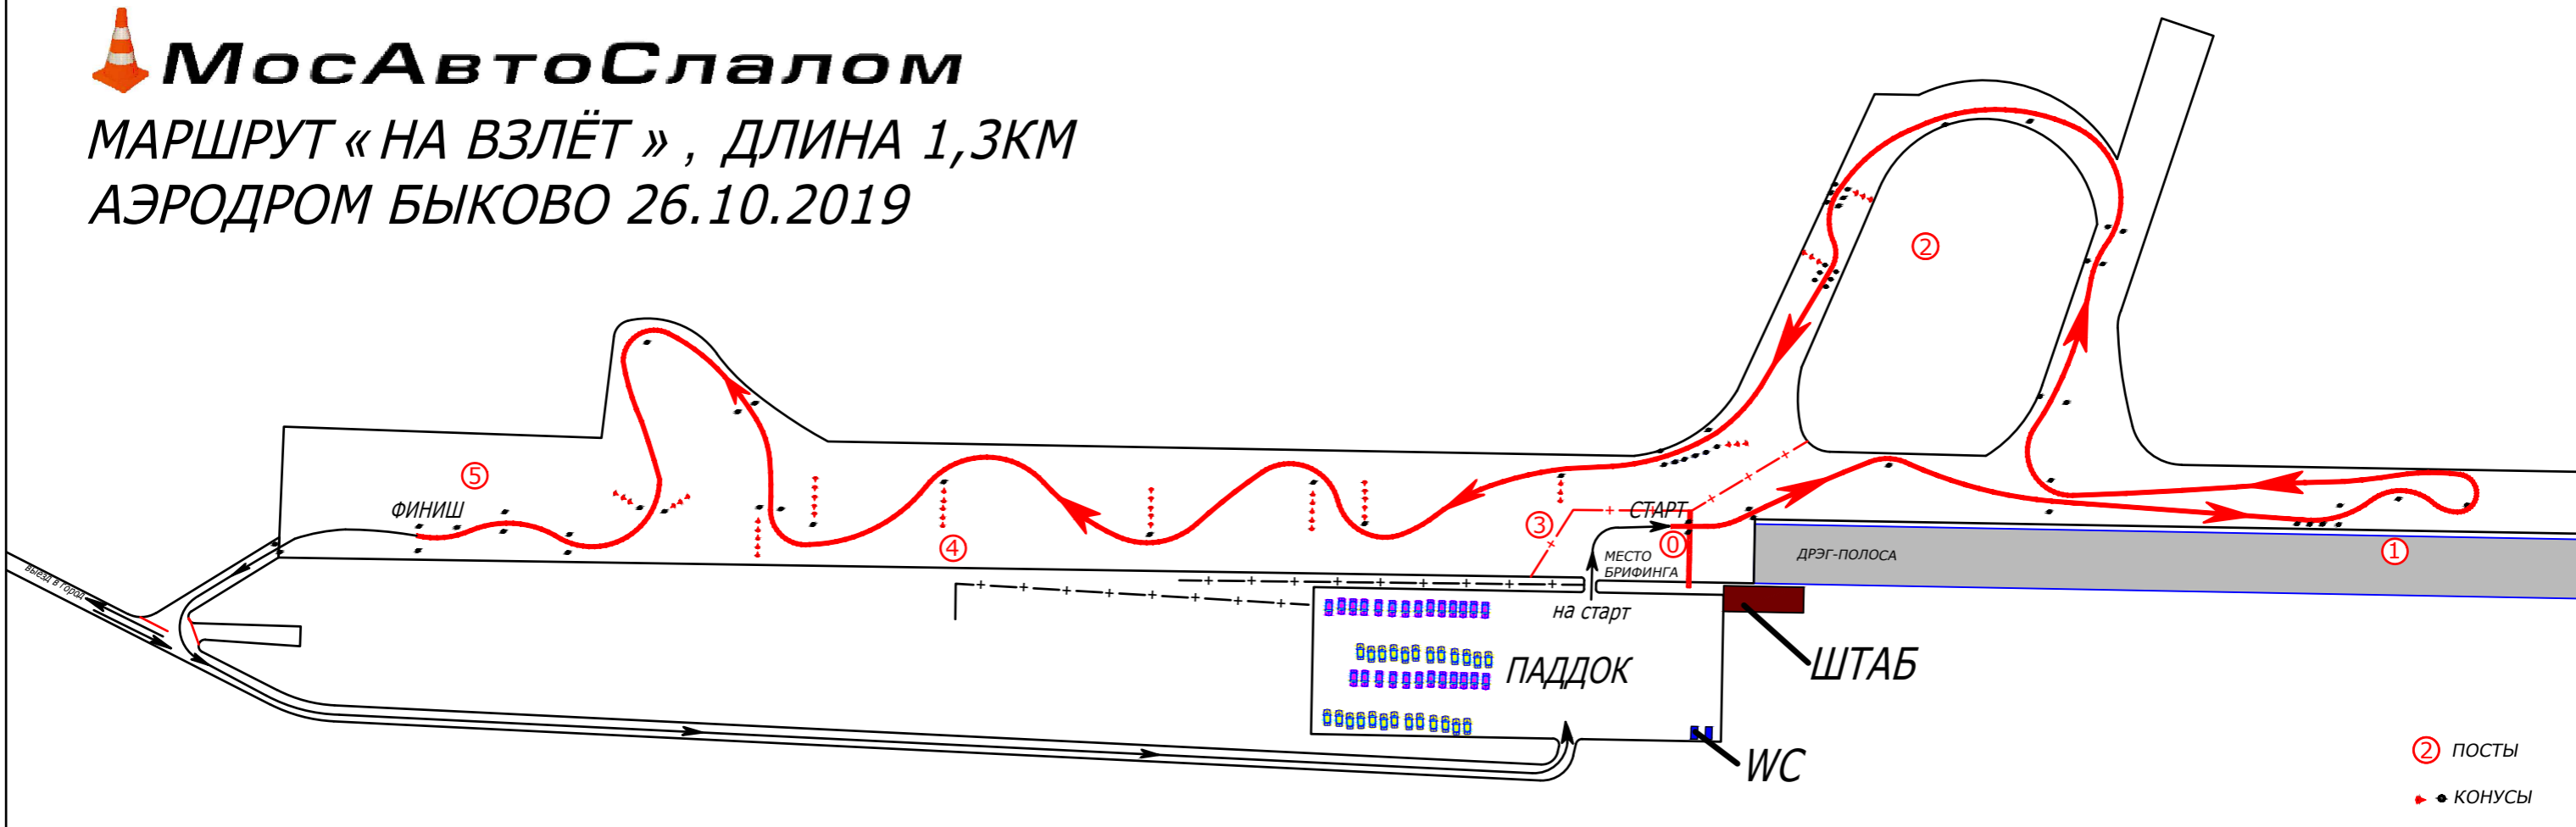 МосАвтоСлалом
МАРШРУТ « НА ВЗЛЁТ » , ДЛИНА 1,3КМ
АЭРОДРОМ БЫКОВО 26.10.2019
2
5
ФИНИШ
4
3
СТАРТ
0
МЕСТО
БРИФИНГА
ДРЭГ-ПОЛОСА
1
выезд в город
на старт
ПАДДОК
ШТАБ
WC
2 ПОСТЫ
КОНУСЫ